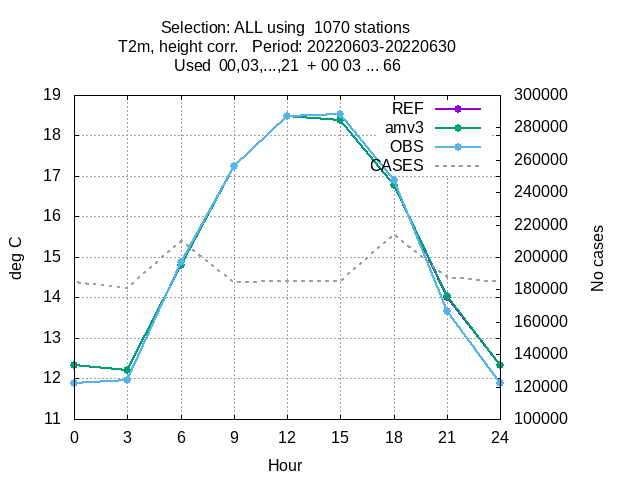 Selection: ALL using  1070 stations
T2m, height corr.   Period: 20220603-20220630
Used  00,03,...,21  + 00 03 ... 66
REF
amv3
OBS
CASES
19
18
17
16
15
14
13
12
11
deg C
300000
280000
260000
240000
220000
200000
180000
160000
140000
120000
100000
No cases
0 3 6 9 12 15 18 21 24
Hour